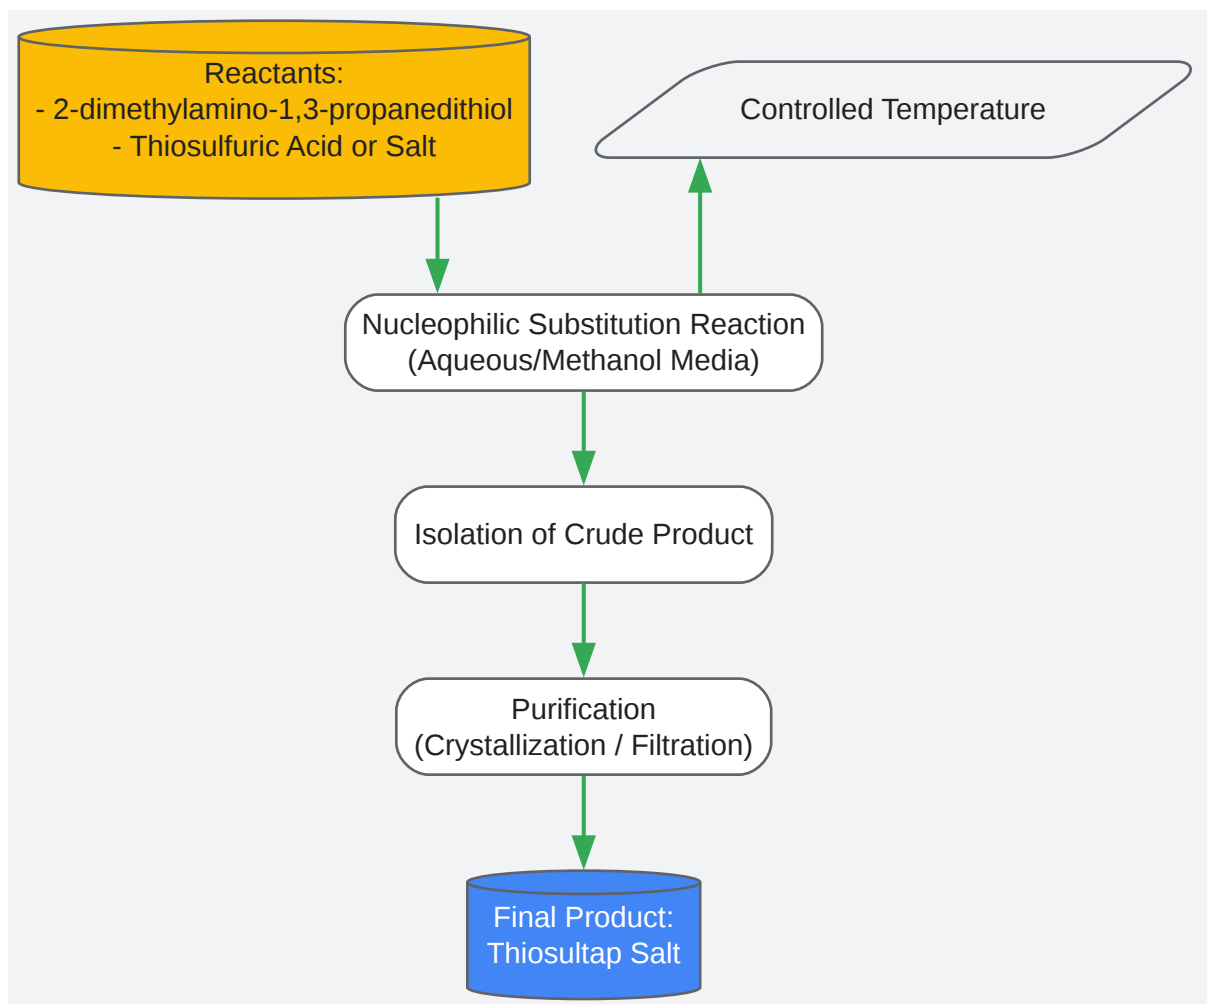 Reactants:
- 2-dimethylamino-1,3-propanedithiol
- Thiosulfuric Acid or Salt
Controlled Temperature
Nucleophilic Substitution Reaction
(Aqueous/Methanol Media)
Isolation of Crude Product
Purification
(Crystallization / Filtration)
Final Product:
Thiosultap Salt